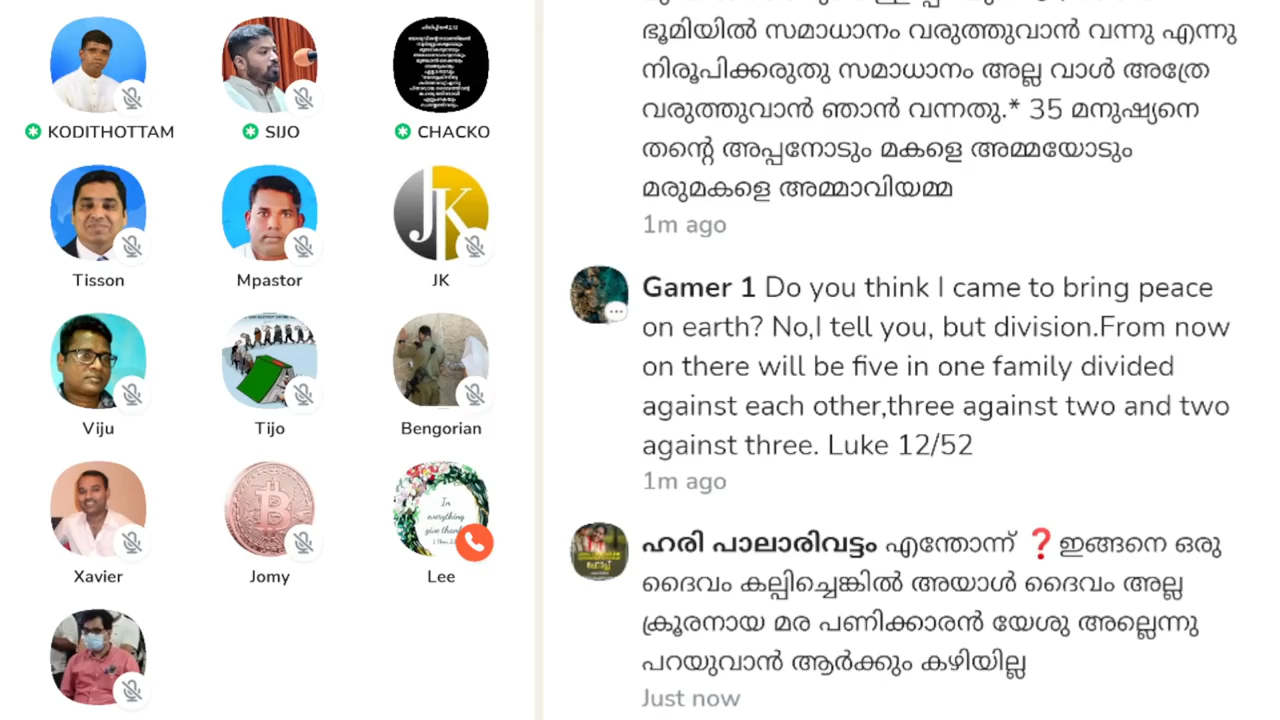 KODITHOTTAM
SIJO
CHACKO
Tisson
Mpastor
JK
JK
Viju
Tijo
Bengorian
In
everything
give thanks
Xavier
Jomy
Lee
ഭൂമിയിൽ സമാധാനം വരുത്തുവാൻ വന്നു എന്നു
നിരൂപിക്കരുതു സമാധാനം അല്ല വാൾ അത്രേ
വരുത്തുവാൻ ഞാൻ വന്നതു.* 35 മനുഷ്യനെ
തന്റെ അപ്പനോടും മകളെ അമ്മയോടും
മരുമകളെ അമ്മാവിയമ്മ
1m ago
Gamer 1 Do you think I came to bring peace
on earth? No,I tell you, but division.From now
on there will be five in one family divided
against each other,three against two and two
against three. Luke 12/52
1m ago
ഹരി പാലാരിവട്ടം എന്തോന്ന് ❓ഇങ്ങനെ ഒരു
ദൈവം കല്പിച്ചെങ്കിൽ അയാൾ ദൈവം അല്ല
ക്രൂരനായ മര പണിക്കാരൻ യേശു അല്ലെന്നു
പറയുവാൻ ആർക്കും കഴിയില്ല
Just now